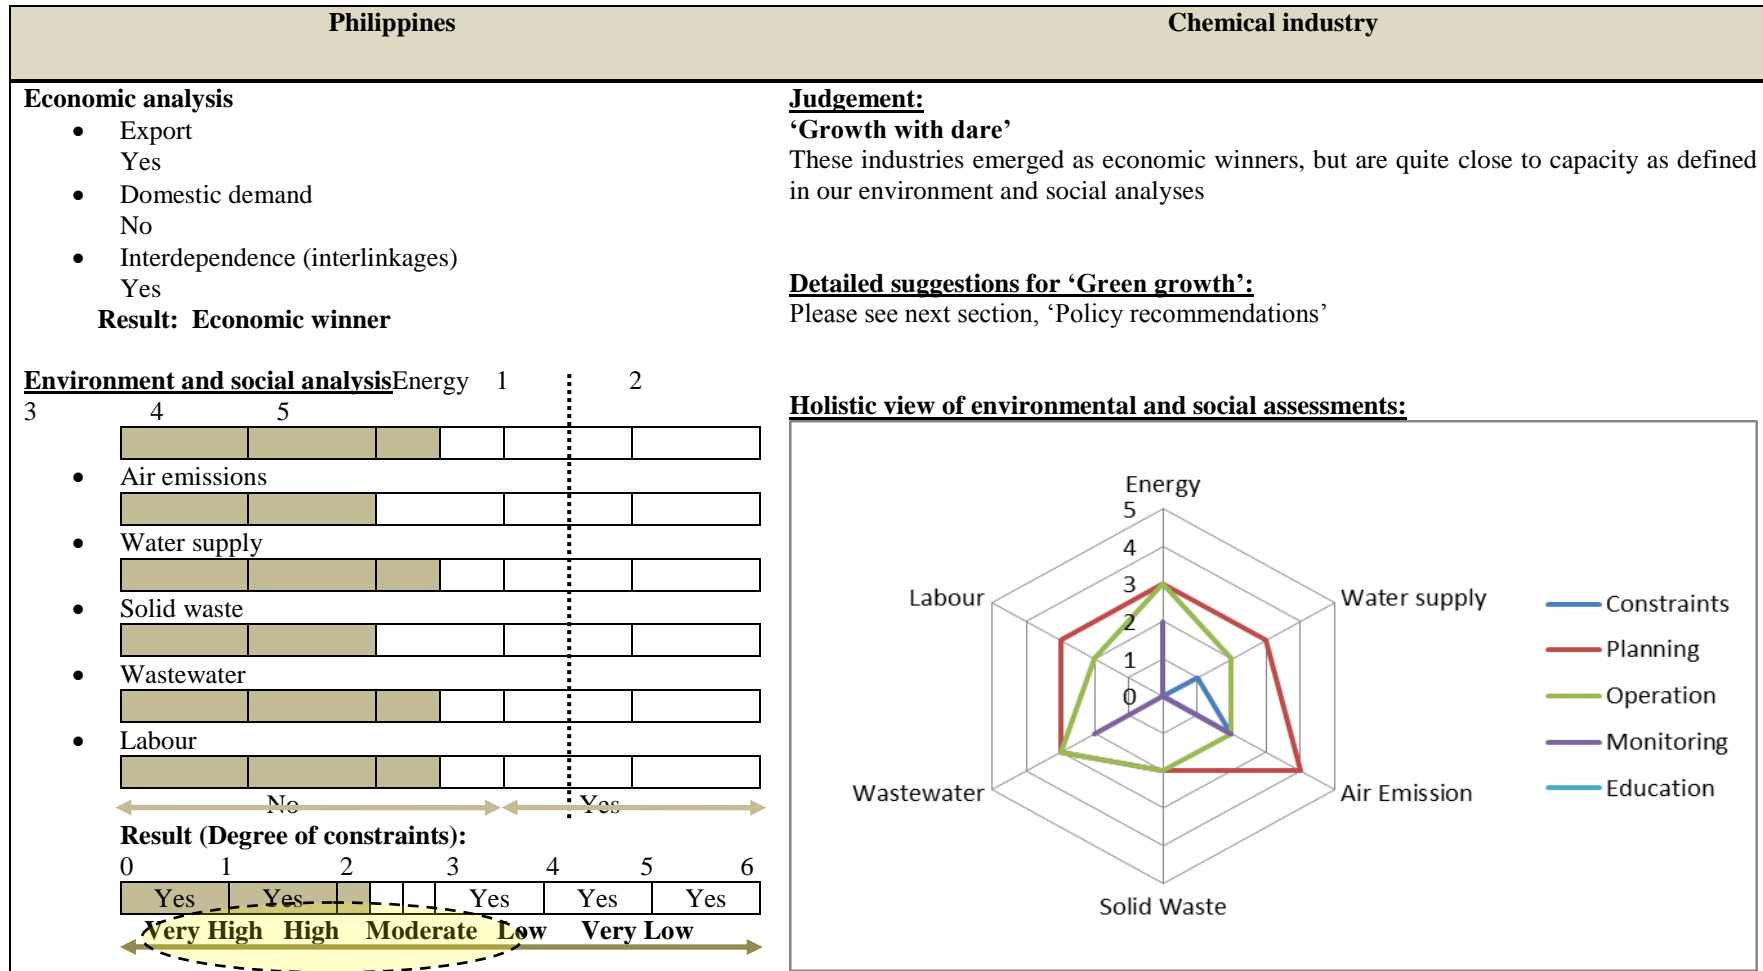 Philippines
Chemical industry
Economic analysis
• Export
Yes
• Domestic demand
No
• Interdependence (interlinkages)
Yes
Result: Economic winner
Environment and social analysisEnergy 1 2
3 4 5
• Air emissions
• Water supply
• Solid waste
• Wastewater
• Labour
No Yes
Result (Degree of constraints):
0 1 2 3 4 5 6
Yes Yes Yes Yes Yes
Very High High Moderate Low Very Low
Judgement:
‘Growth with dare’
These industries emerged as economic winners, but are quite close to capacity as defined
in our environment and social analyses
Detailed suggestions for ‘Green growth’:
Please see next section, ‘Policy recommendations’
Holistic view of environmental and social assessments:
Energy
5
4
3
2
1
0
Labour
Water supply
Wastewater
Air Emission
Solid Waste
Constraints
Planning
Operation
Monitoring
Education